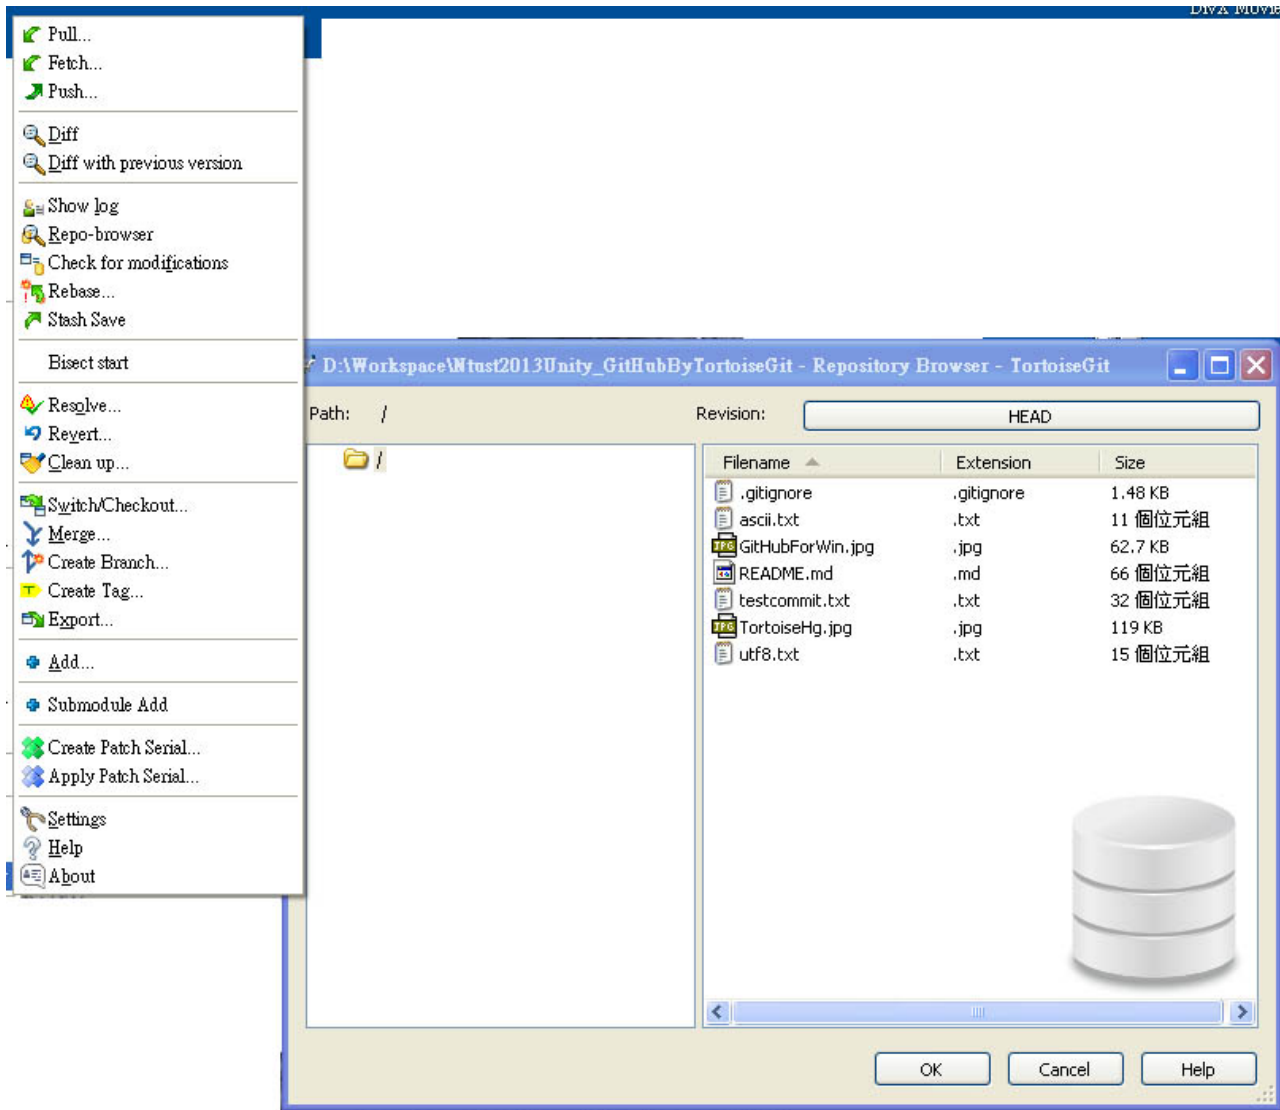 DivX Movie
Pull...
Fetch...
Push...
Diff
Diff with previous version
Show log
Repo-browser
Check for modifications
Rebase...
Stash Save
Bisect start
Resolve...
Revert...
Clean up...
Switch/Checkout...
Merge...
Create Branch...
Create Tag...
Export...
Add...
Submodule Add
Create Patch Serial...
Apply Patch Serial...
Settings
Help
About
D:\Workspace\Ntust2013Unity_GitHubByTortoiseGit - Repository Browser - TortoiseGit
Path: / Revision: HEAD
/
Filename Extension Size
.gitignore .gitignore 1.48 KB
ascii.txt .txt 11 個位元組
GitHubForWin.jpg .jpg 62.7 KB
README.md .md 66 個位元組
testcommit.txt .txt 32 個位元組
TortoiseHg.jpg .jpg 119 KB
utf8.txt .txt 15 個位元組
OK Cancel Help